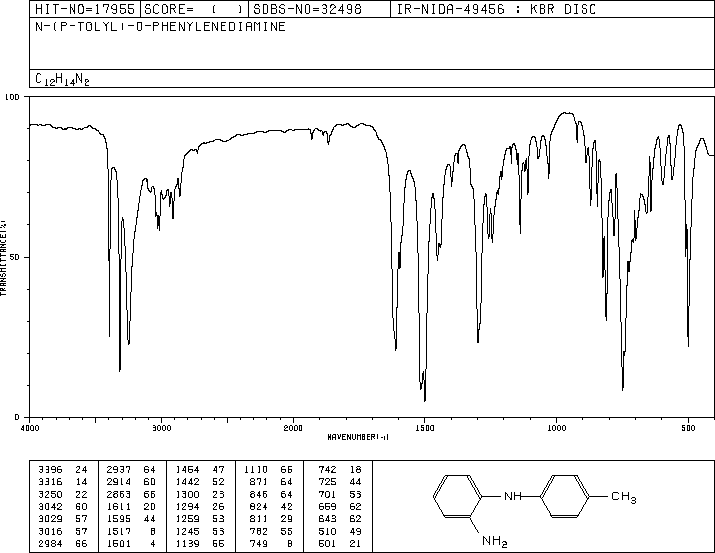 HIT-NO=17955 SCORE= ( ) SDBS-NO=32498 IR-NIDA-49456 : KBR DISC
N-(P-TOLYL)-O-PHENYLENEDIAMINE
C₁₂H₁₄N₂
100
TRANSMITTANCE(%)
50
0
4000 3000 2000 1500 1000 500
WAVENUMBER(-1)
3396 24 2937 64 1454 47 1110 66 742 18
3316 14 2914 60 1442 52 871 64 725 44
3250 22 2863 66 1300 23 846 64 701 53
3042 60 1611 20 1294 26 824 42 659 62
3029 57 1595 44 1259 53 811 29 643 62
3016 57 1517 8 1245 53 782 55 510 49
2984 66 1501 4 1139 55 749 8 501 21
NH
CH₃
NH₂